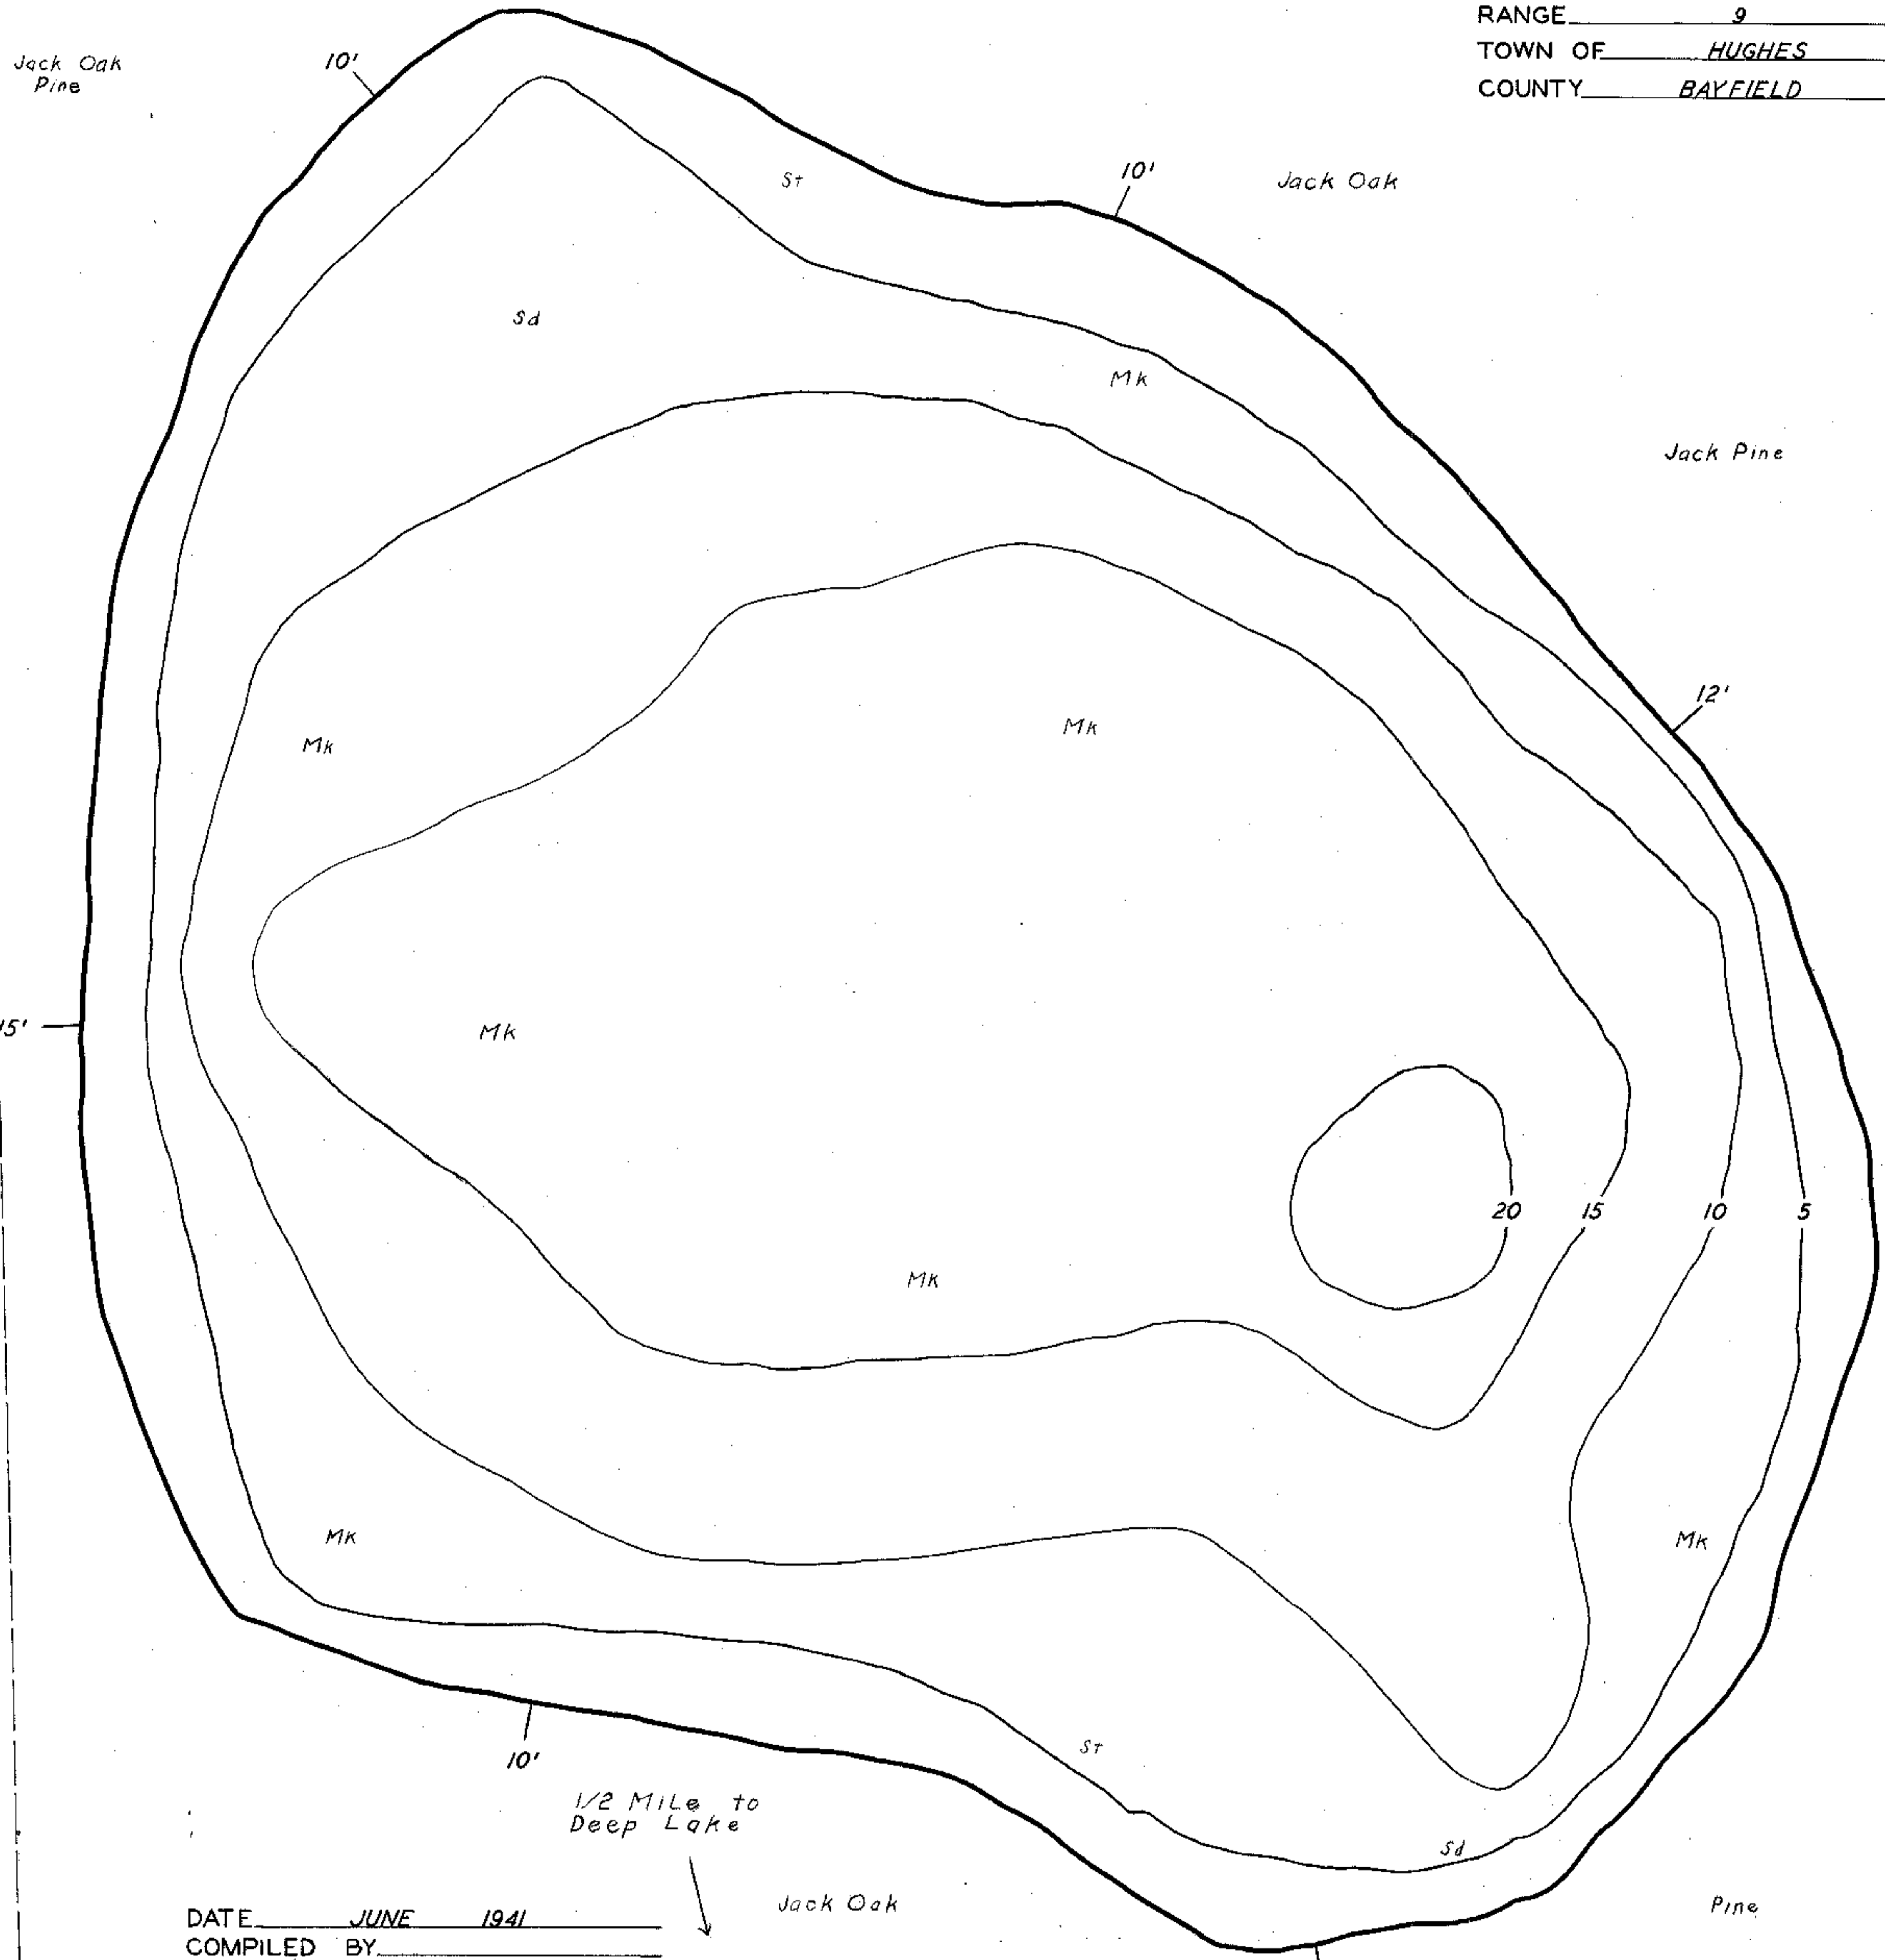 RANGE 9
TOWN OF HUGHES
COUNTY BAYFIELD
Jack Oak
Pine
10'
10'
St
Jack Oak
Sd
Mk
Jack Pine
12'
Mk
Mk
15'
Mk
20 15 10 5
Mk
Mk
Mk
St
10'
1/2 Mile to
Deep Lake
Sd
Jack Oak
Pine
DATE JUNE 1941
COMPILED BY